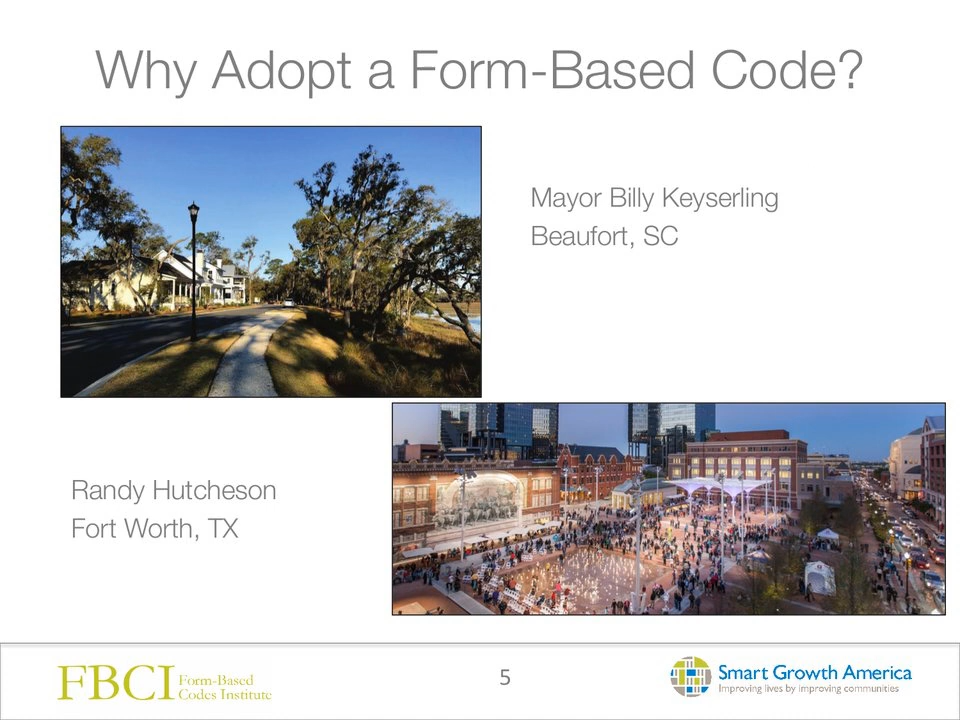 Why Adopt a Form-Based Code?
Mayor Billy Keyserling
Beaufort, SC
Randy Hutcheson
Fort Worth, TX
FBCI Form-Based
Codes Institute
5
Smart Growth America
Improving lives by improving communities